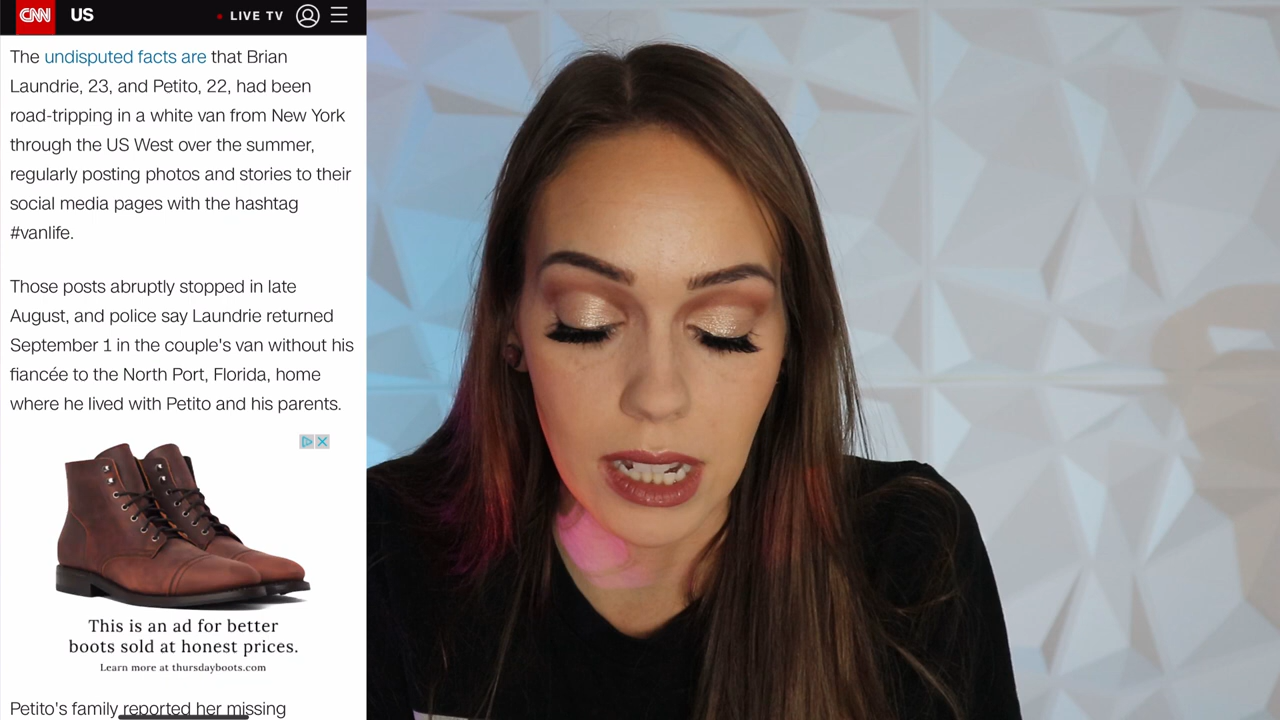 CNN US LIVE TV
The undisputed facts are that Brian
Laundrie, 23, and Petito, 22, had been
road-tripping in a white van from New York
through the US West over the summer,
regularly posting photos and stories to their
social media pages with the hashtag
#vanlife.
Those posts abruptly stopped in late
August, and police say Laundrie returned
September 1 in the couple's van without his
fiancée to the North Port, Florida, home
where he lived with Petito and his parents.
This is an ad for better
boots sold at honest prices.
Learn more at thursdayboots.com
Petito's family reported her missing